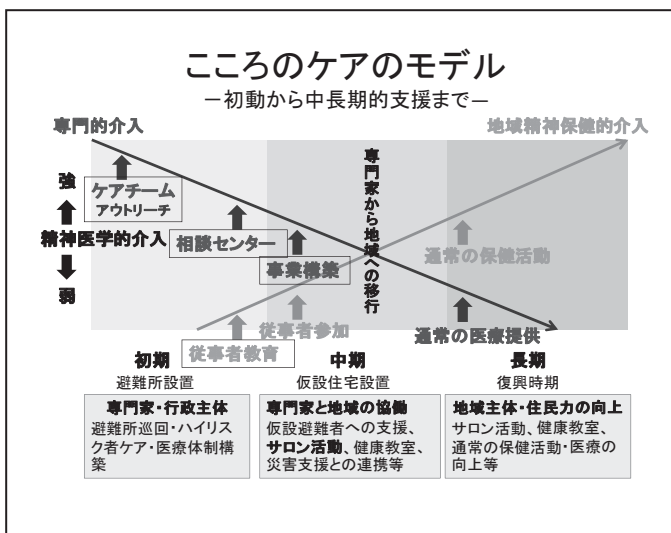 こころのケアのモデル
―初動から中長期的支援まで―
専門的介入
地域精神保健的介入
強
ケアチーム
アウトリーチ
精神医学的介入
弱
相談センター
事業構築
専門家から地域への移行
通常の保健活動
従事者教育
従事者参加
通常の医療提供
初期
中期
長期
避難所設置
仮設住宅設置
復興時期
専門家・行政主体
避難所巡回・ハイリス
ク者ケア・医療体制構
築
専門家と地域の協働
仮設避難者への支援、
サロン活動、健康教室、
災害支援との連携等
地域主体・住民力の向上
サロン活動、健康教室、
通常の保健活動・医療の
向上等